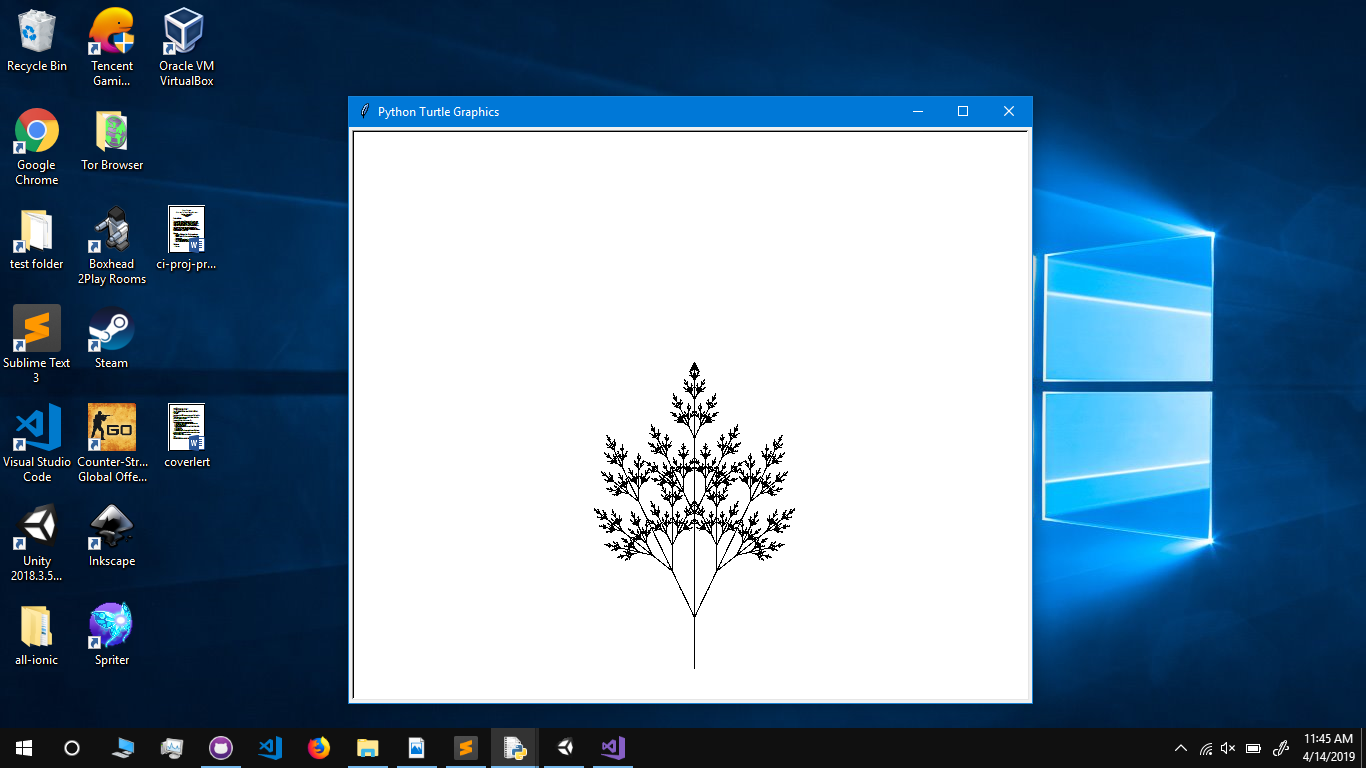 Recycle Bin
Tencent
Gami...
Oracle VM
VirtualBox
Google
Chrome
Tor Browser
test folder
Boxhead
2Play Rooms
ci-proj-pr...
Sublime Text
3
Steam
Visual Studio
Code
Counter-Str...
Global Offe...
coverlert
Unity
2018.3.5...
Inkscape
all-ionic
Spriter
Python Turtle Graphics
GO
11:45 AM
4/14/2019